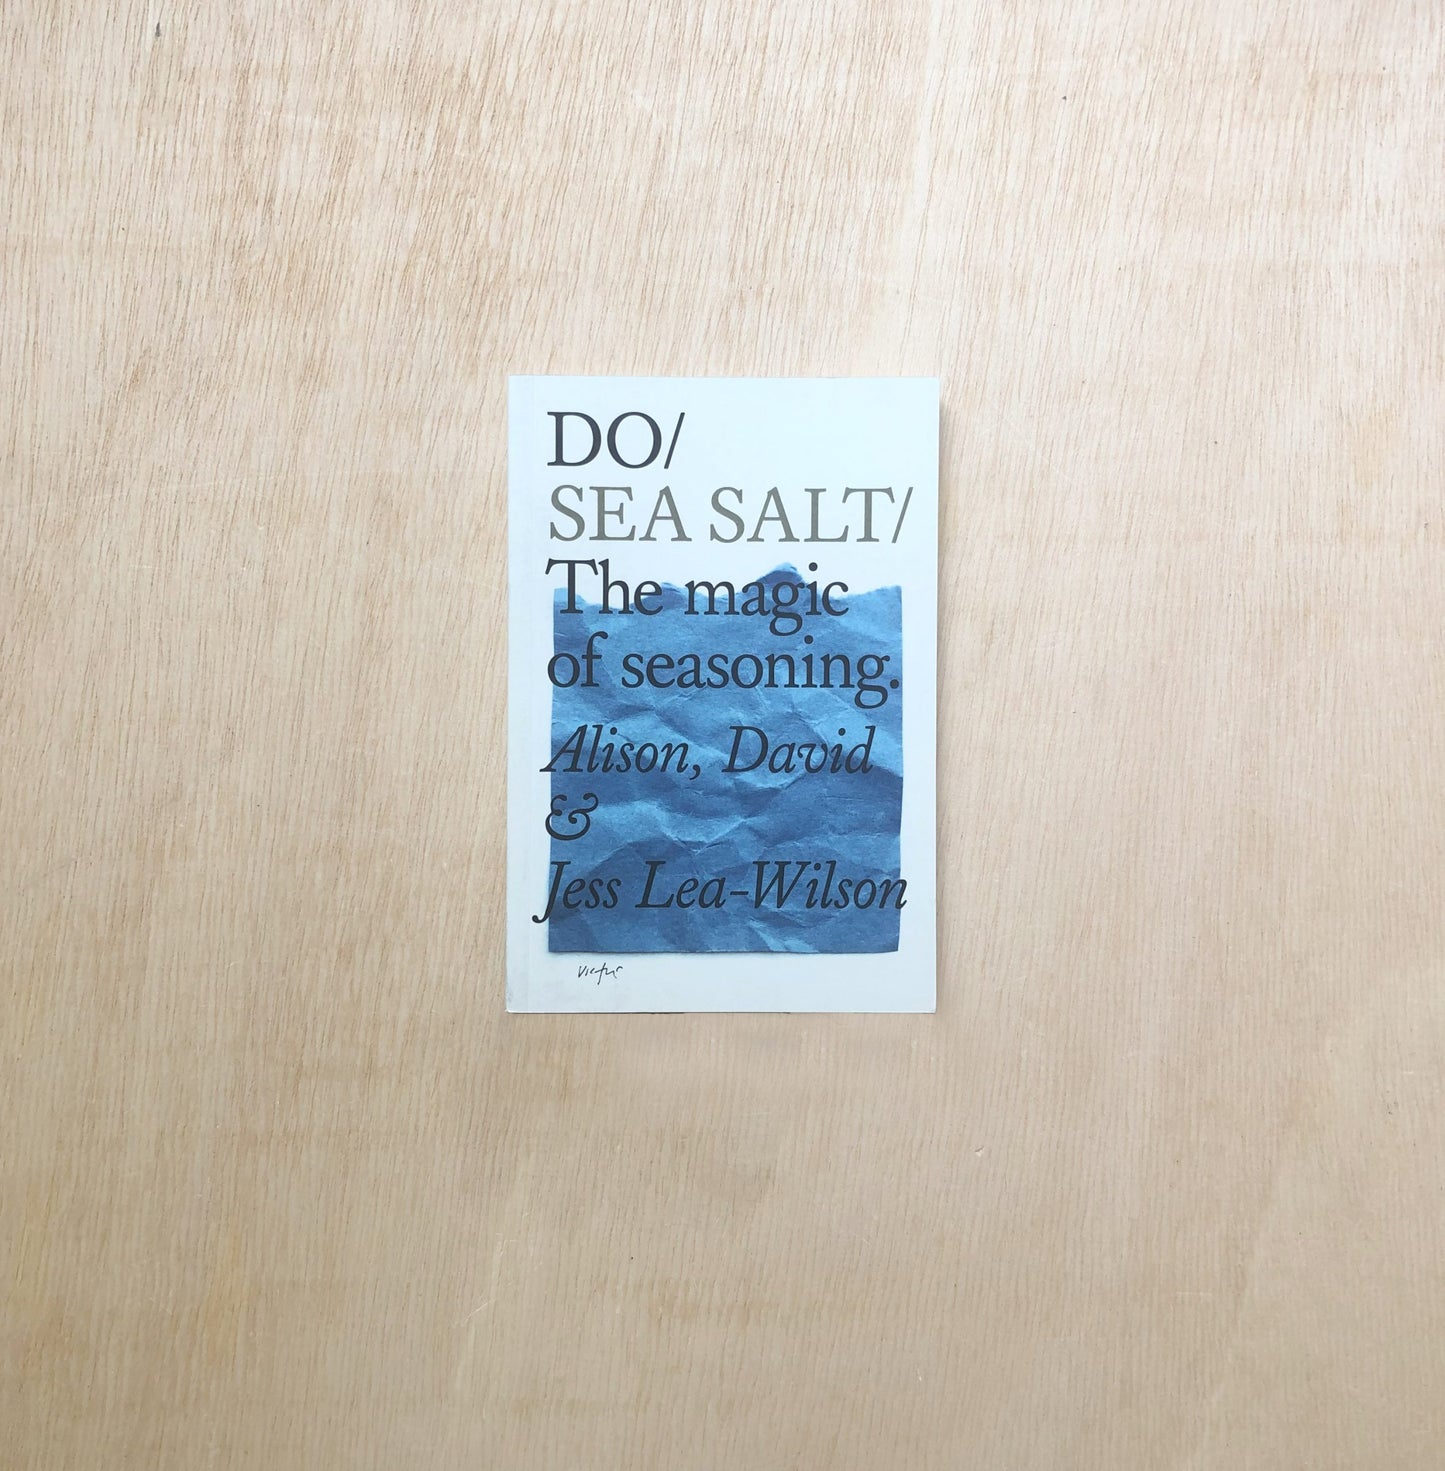 DO/
SEA SALT/
The magic
of seasoning.
Alison, David
&
Jess Lea-Wilson